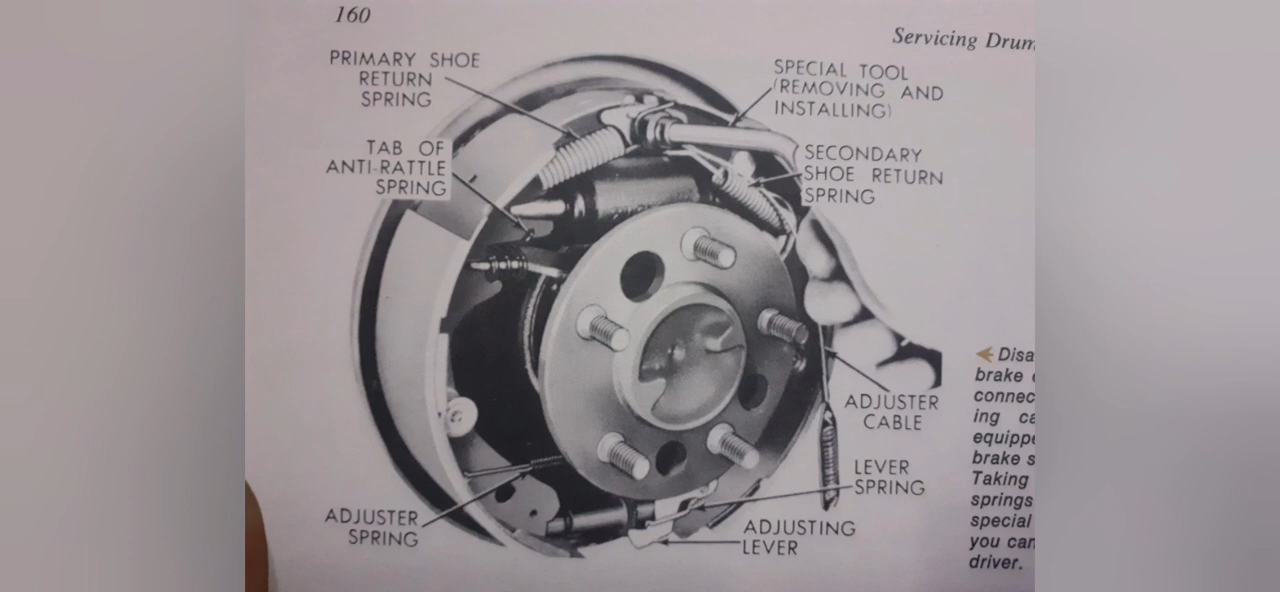 160
Servicing Drum
PRIMARY SHOE
RETURN
SPRING
SPECIAL TOOL
(REMOVING AND
INSTALLING)
TAB OF
ANTI-RATTLE
SPRING
SECONDARY
SHOE RETURN
SPRING
ADJUSTER
CABLE
LEVER
SPRING
ADJUSTER
SPRING
ADJUSTING
LEVER
Disa
brake
connec
ing ca
equippe
brake s
Taking
springs
special
you can
driver.